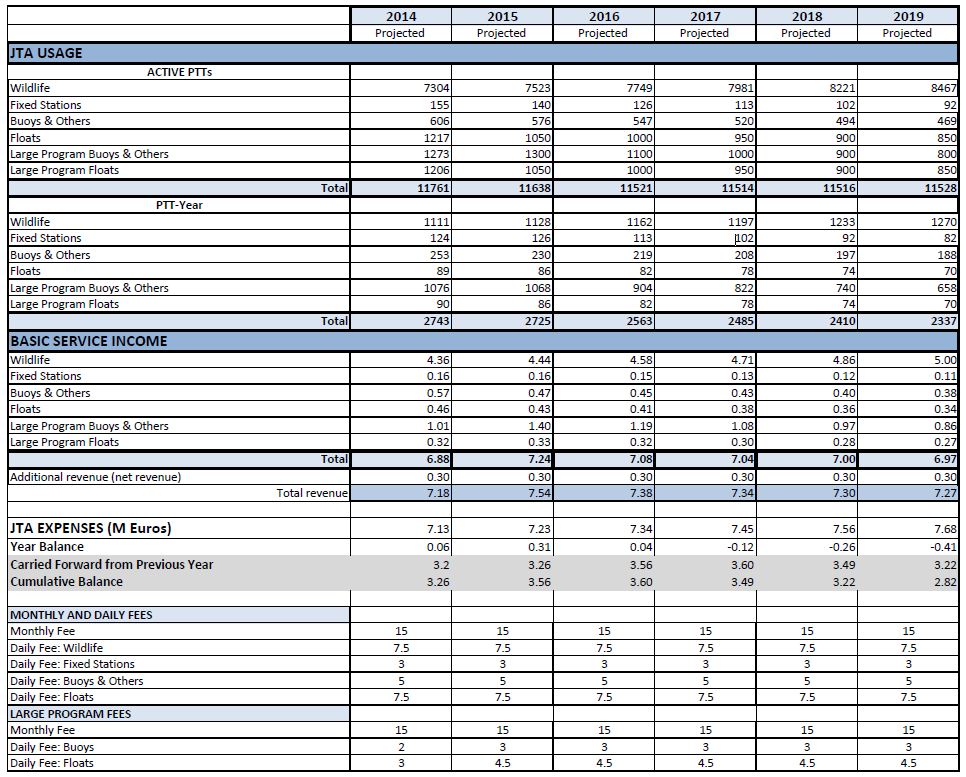 2014 2015 2016 2017 2018 2019
Projected Projected Projected Projected Projected Projected
JTA USAGE
ACTIVE PTTs
Wildlife 7304 7523 7749 7981 8221 8467
Fixed Stations 155 140 126 113 102 92
Buoys & Others 606 576 547 520 494 469
Floats 1217 1050 1000 950 900 850
Large Program Buoys & Others 1273 1300 1100 1000 900 800
Large Program Floats 1206 1050 1000 950 900 850
Total 11761 11638 11521 11514 11516 11528
PTT-Year
Wildlife 1111 1128 1162 1197 1233 1270
Fixed Stations 124 126 113 102 92 82
Buoys & Others 253 230 219 208 197 188
Floats 89 86 82 78 74 70
Large Program Buoys & Others 1076 1068 904 822 740 658
Large Program Floats 90 86 82 78 74 70
Total 2743 2725 2563 2485 2410 2337
BASIC SERVICE INCOME
Wildlife 4.36 4.44 4.58 4.71 4.86 5.00
Fixed Stations 0.16 0.16 0.15 0.13 0.12 0.11
Buoys & Others 0.57 0.47 0.45 0.43 0.40 0.38
Floats 0.46 0.43 0.41 0.38 0.36 0.34
Large Program Buoys & Others 1.01 1.40 1.19 1.08 0.97 0.86
Large Program Floats 0.32 0.33 0.32 0.30 0.28 0.27
Total 6.88 7.24 7.08 7.04 7.00 6.97
Additional revenue (net revenue) 0.30 0.30 0.30 0.30 0.30 0.30
Total revenue 7.18 7.54 7.38 7.34 7.30 7.27
JTA EXPENSES (M Euros) 7.13 7.23 7.34 7.45 7.56 7.68
Year Balance 0.06 0.31 0.04 -0.12 -0.26 -0.41
Carried Forward from Previous Year 3.2 3.26 3.56 3.60 3.49 3.22
Cumulative Balance 3.26 3.56 3.60 3.49 3.22 2.82
MONTHLY AND DAILY FEES
Monthly Fee 15 15 15 15 15 15
Daily Fee: Wildlife 7.5 7.5 7.5 7.5 7.5 7.5
Daily Fee: Fixed Stations 3 3 3 3 3 3
Daily Fee: Buoys & Others 5 5 5 5 5 5
Daily Fee: Floats 7.5 7.5 7.5 7.5 7.5 7.5
LARGE PROGRAM FEES
Monthly Fee 15 15 15 15 15 15
Daily Fee: Buoys 2 3 3 3 3 3
Daily Fee: Floats 3 4.5 4.5 4.5 4.5 4.5